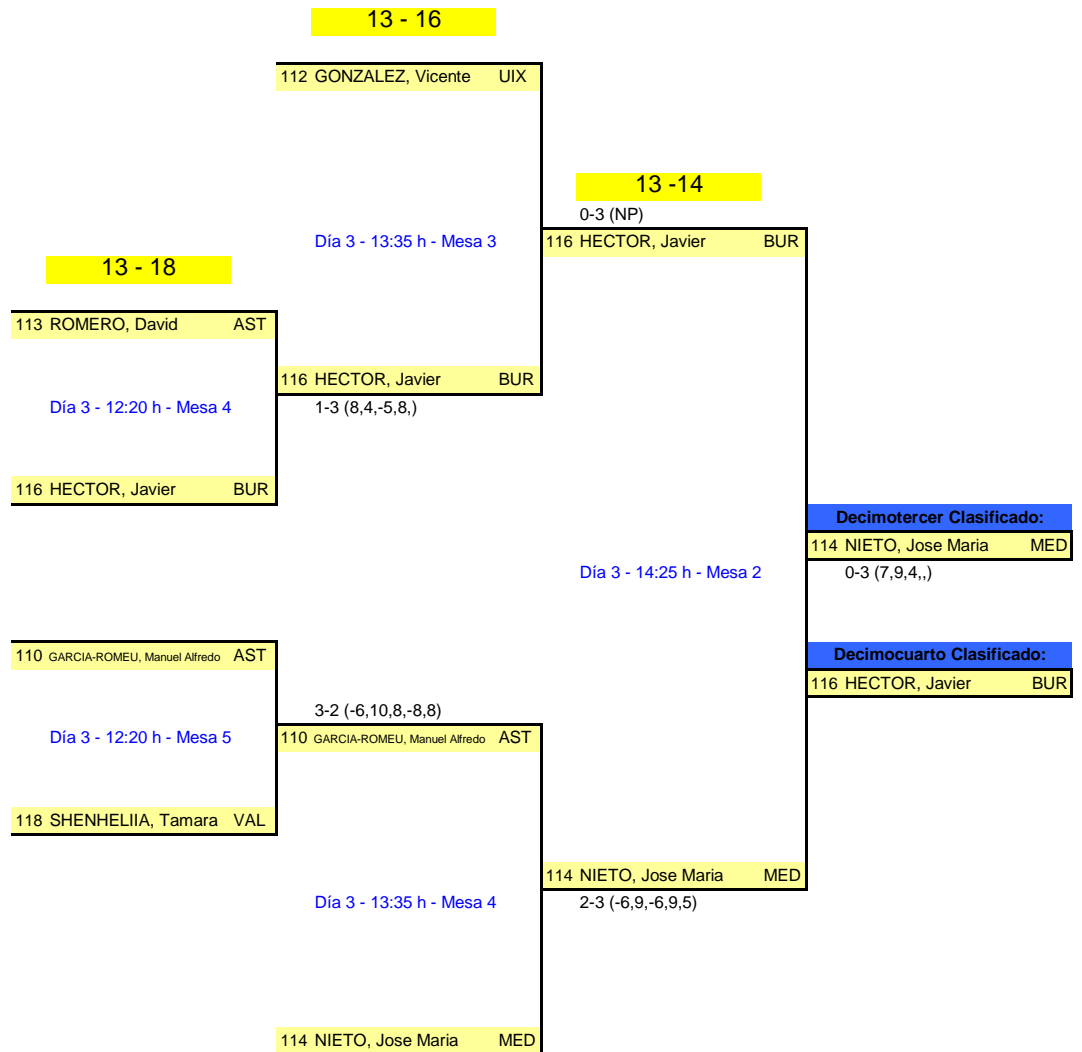 13 - 16
112 GONZALEZ, Vicente UIX
13 -14
0-3 (NP)
Día 3 - 13:35 h - Mesa 3
116 HECTOR, Javier BUR
13 - 18
113 ROMERO, David AST
116 HECTOR, Javier BUR
Día 3 - 12:20 h - Mesa 4
1-3 (8,4,-5,8,)
116 HECTOR, Javier BUR
Decimotercer Clasificado:
114 NIETO, Jose Maria MED
Día 3 - 14:25 h - Mesa 2
0-3 (7,9,4,,)
110 GARCIA-ROMEU, Manuel Alfredo AST
Decimocuarto Clasificado:
116 HECTOR, Javier BUR
3-2 (-6,10,8,-8,8)
Día 3 - 12:20 h - Mesa 5
110 GARCIA-ROMEU, Manuel Alfredo AST
118 SHENHELIIA, Tamara VAL
114 NIETO, Jose Maria MED
Día 3 - 13:35 h - Mesa 4
2-3 (-6,9,-6,9,5)
114 NIETO, Jose Maria MED